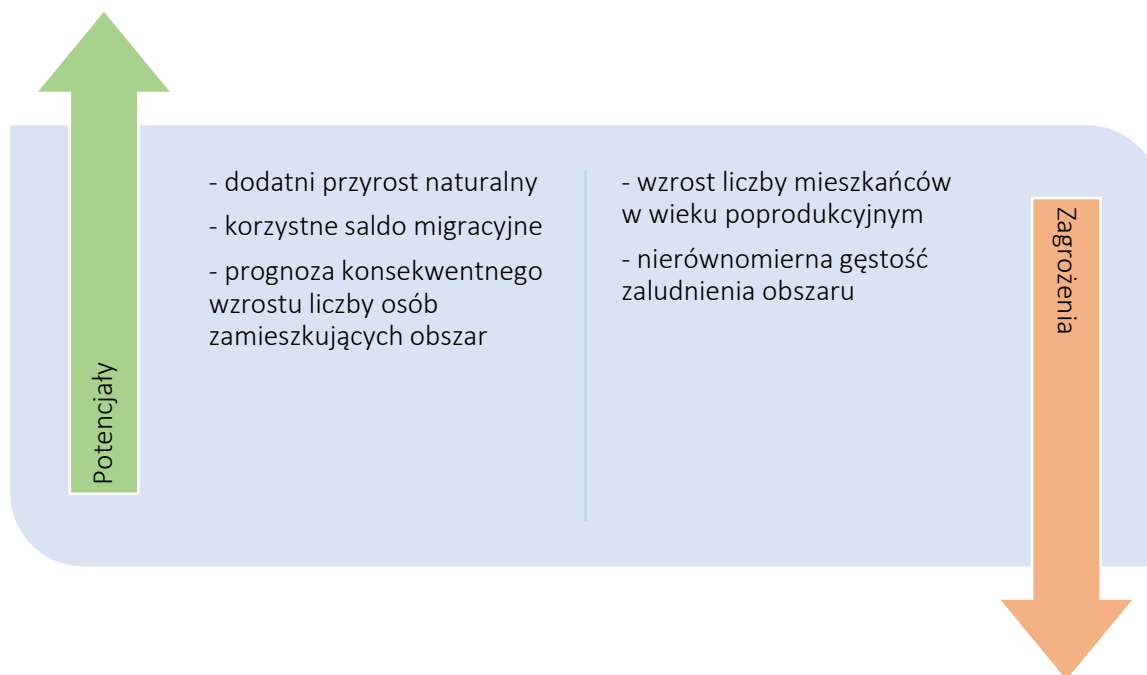 Potencjały
- dodatni przyrost naturalny
- korzystne saldo migracyjne
- prognoza konsekwentnego
wzrostu liczby osób
zamieszkujących obszar
- wzrost liczby mieszkańców
w wieku poprodukcyjnym
- nierównomierna gęstość
zaludnienia obszaru
Zagrożenia